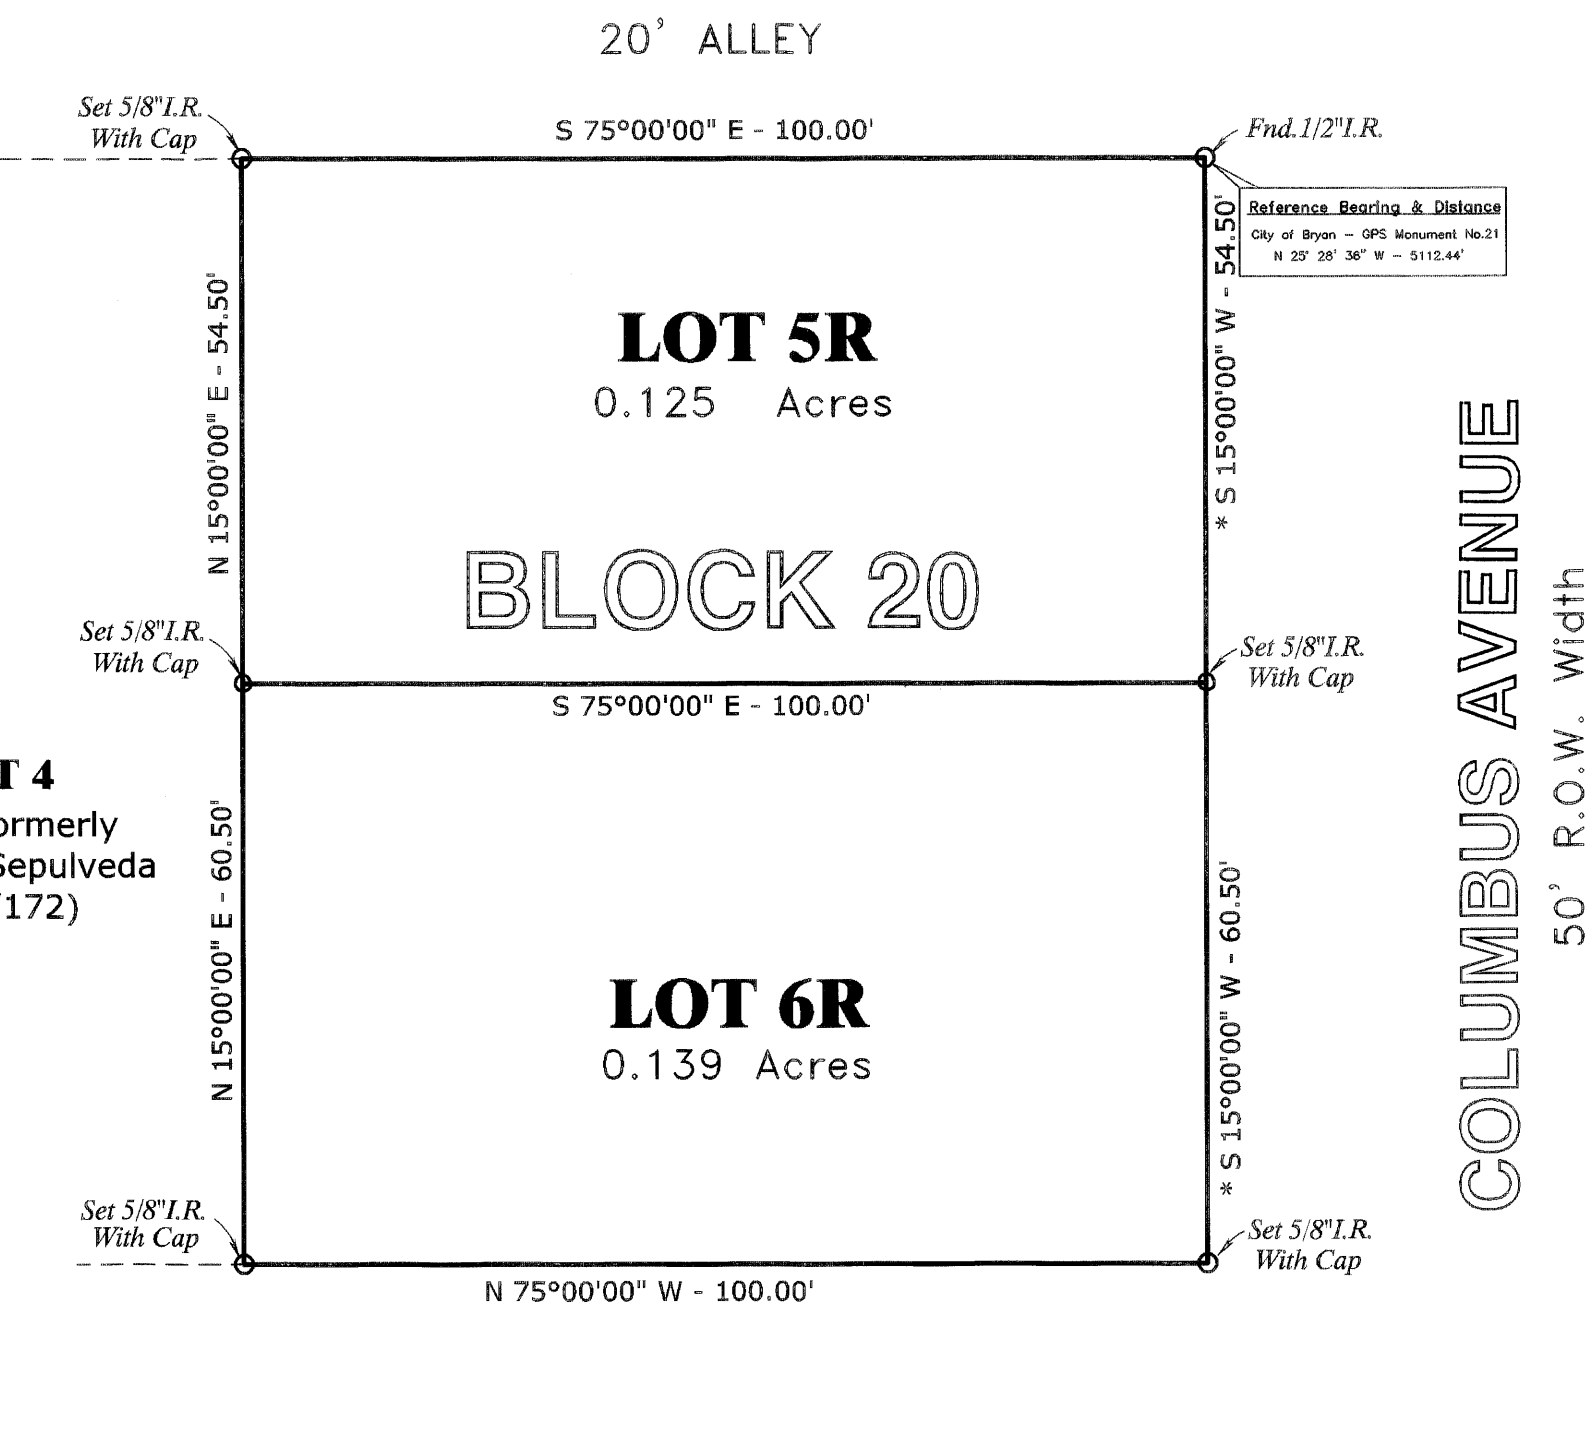 20' ALLEY
Set 5/8"I.R.
With Cap
S 75°00'00" E - 100.00'
Fnd.1/2"I.R.
Reference Bearing & Distance
City of Bryan - GPS Monument No.21
N 25° 28' 36" W - 5112.44'
N 15°00'00" E - 54.50'
* S 15°00'00" W - 54.50'
LOT 5R
0.125 Acres
BLOCK 20
Set 5/8"I.R.
With Cap
Set 5/8"I.R.
With Cap
S 75°00'00" E - 100.00'
COLUMBUS AVENUE
50' R.O.W. Width
T 4
ormerly
Sepulveda
172)
N 15°00'00" E - 60.50'
* S 15°00'00" W - 60.50'
LOT 6R
0.139 Acres
Set 5/8"I.R.
With Cap
Set 5/8"I.R.
With Cap
N 75°00'00" W - 100.00'